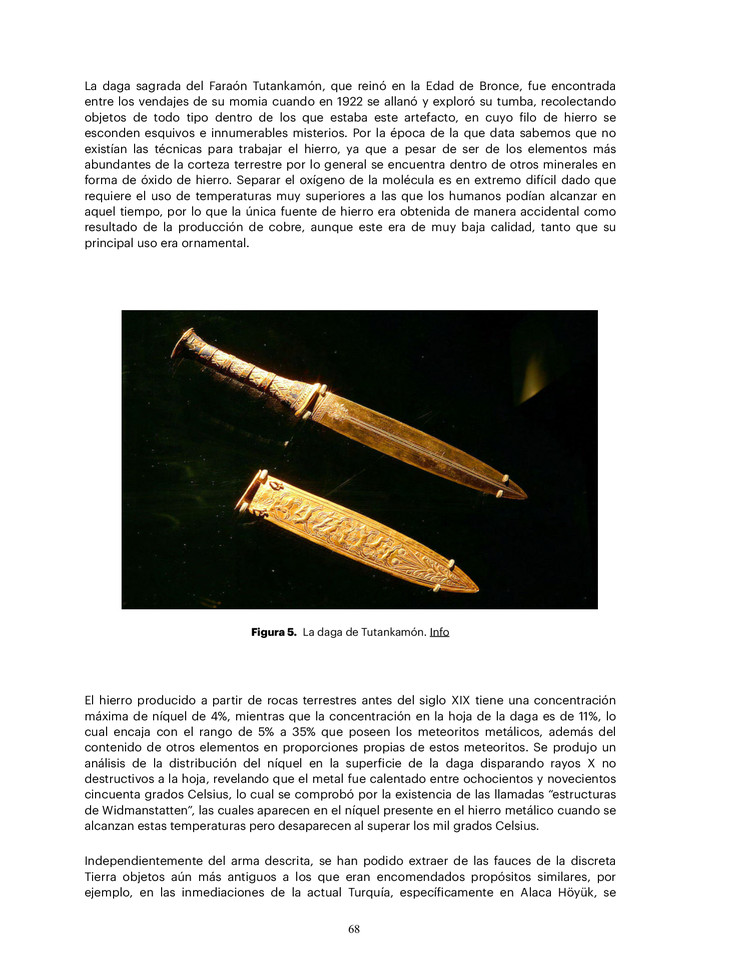 La daga sagrada del Faraón Tutankamón, que reinó en la Edad de Bronce, fue encontrada
entre los vendajes de su momia cuando en 1922 se allanó y exploró su tumba, recolectando
objetos de todo tipo dentro de los que estaba este artefacto, en cuyo filo de hierro se
esconden esquivos e innumerables misterios. Por la época de la que data sabemos que no
existían las técnicas para trabajar el hierro, ya que a pesar de ser de los elementos más
abundantes de la corteza terrestre por lo general se encuentra dentro de otros minerales en
forma de óxido de hierro. Separar el oxígeno de la molécula es en extremo difícil dado que
requiere el uso de temperaturas muy superiores a las que los humanos podían alcanzar en
aquel tiempo, por lo que la única fuente de hierro era obtenida de manera accidental como
resultado de la producción de cobre, aunque este era de muy baja calidad, tanto que su
principal uso era ornamental.
Figura 5. La daga de Tutankamón. Info
El hierro producido a partir de rocas terrestres antes del siglo XIX tiene una concentración
máxima de níquel de 4%, mientras que la concentración en la hoja de la daga es de 11%, lo
cual encaja con el rango de 5% a 35% que poseen los meteoritos metálicos, además del
contenido de otros elementos en proporciones propias de estos meteoritos. Se produjo un
análisis de la distribución del níquel en la superficie de la daga disparando rayos X no
destructivos a la hoja, revelando que el metal fue calentado entre ochocientos y novecientos
cincuenta grados Celsius, lo cual se comprobó por la existencia de las llamadas “estructuras
de Widmanstatten”, las cuales aparecen en el níquel presente en el hierro metálico cuando se
alcanzan estas temperaturas pero desaparecen al superar los mil grados Celsius.
Independientemente del arma descrita, se han podido extraer de las fauces de la discreta
Tierra objetos aún más antiguos a los que eran encomendados propósitos similares, por
ejemplo, en las inmediaciones de la actual Turquía, específicamente en Alaca Höyük, se
68